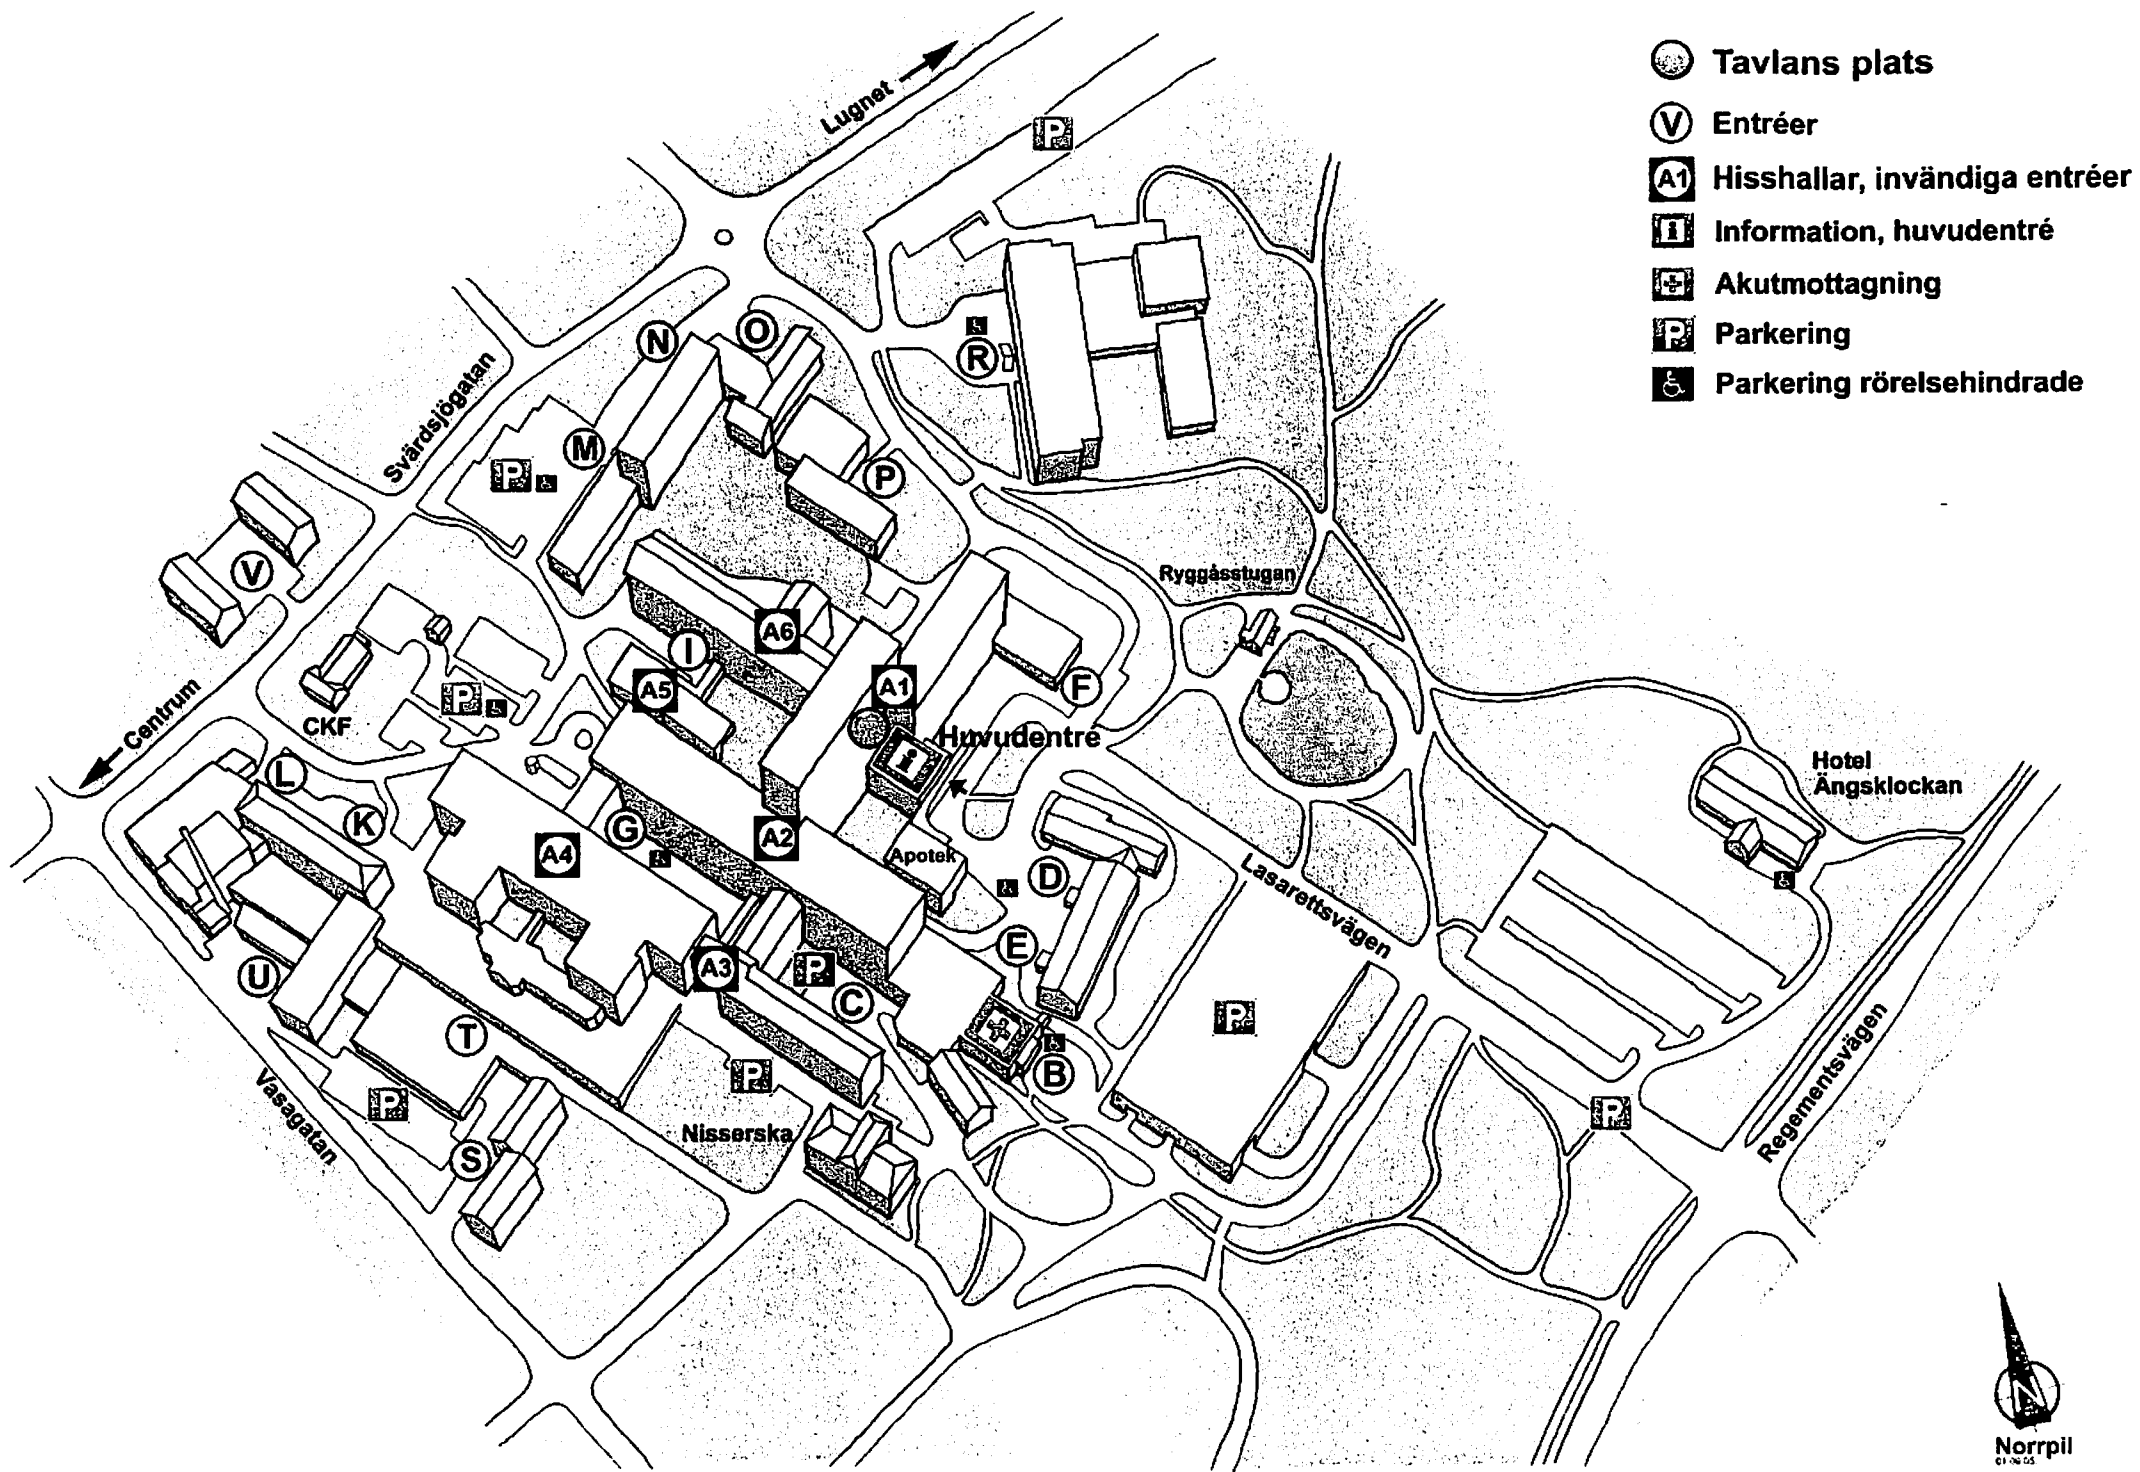 Tavlans plats
V Entréer
A1 Hisshallar, invändiga entréer
i Information, huvudentré
Akutmottagning
P Parkering
Parkering rörelsehindrade
Lugnet
P
N
O
R
Svärdsjögatan
M
P
P
V
Ryggåsstugan
A6
I
A5
A1
F
P
Centrum
CKF
Huvudentré
i
Hotel
Ängsklockan
L
K
G
A2
A4
Apotek
D
Lasarettsvägen
E
A3
P
U
C
P
T
B
P
P
P
Regementsvägen
Vasagatan
Nisserska
S
N
Norrpil